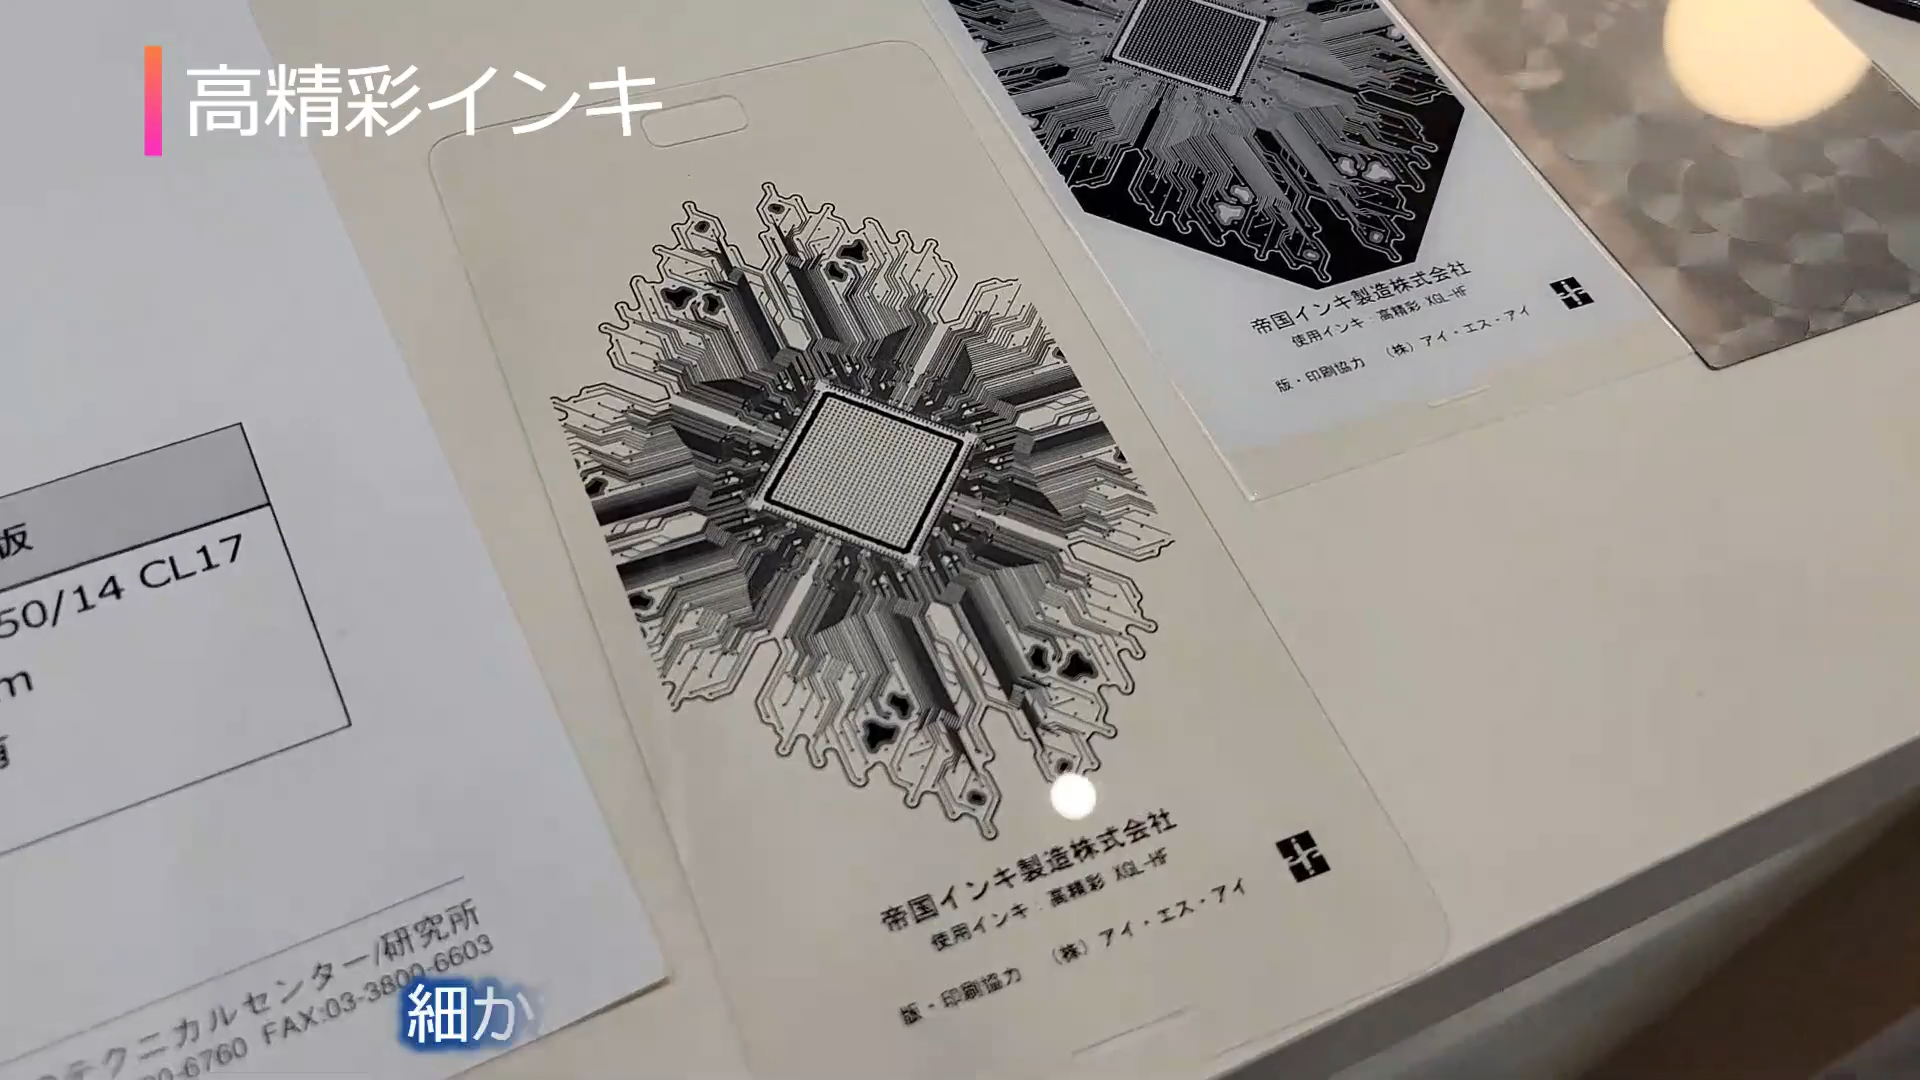 高精彩インキ
帝国インキ製造株式会社
使用インキ：高精彩 XGL-HF
版・印刷協力 （株）アイ・エス・アイ
版
50/14 CL17
m
帝国インキ製造株式会社
使用インキ：高精彩 XGL-HF
版・印刷協力 （株）アイ・エス・アイ
テクニカルセンター/研究所
00-6760 FAX:03-3800-6603
細か